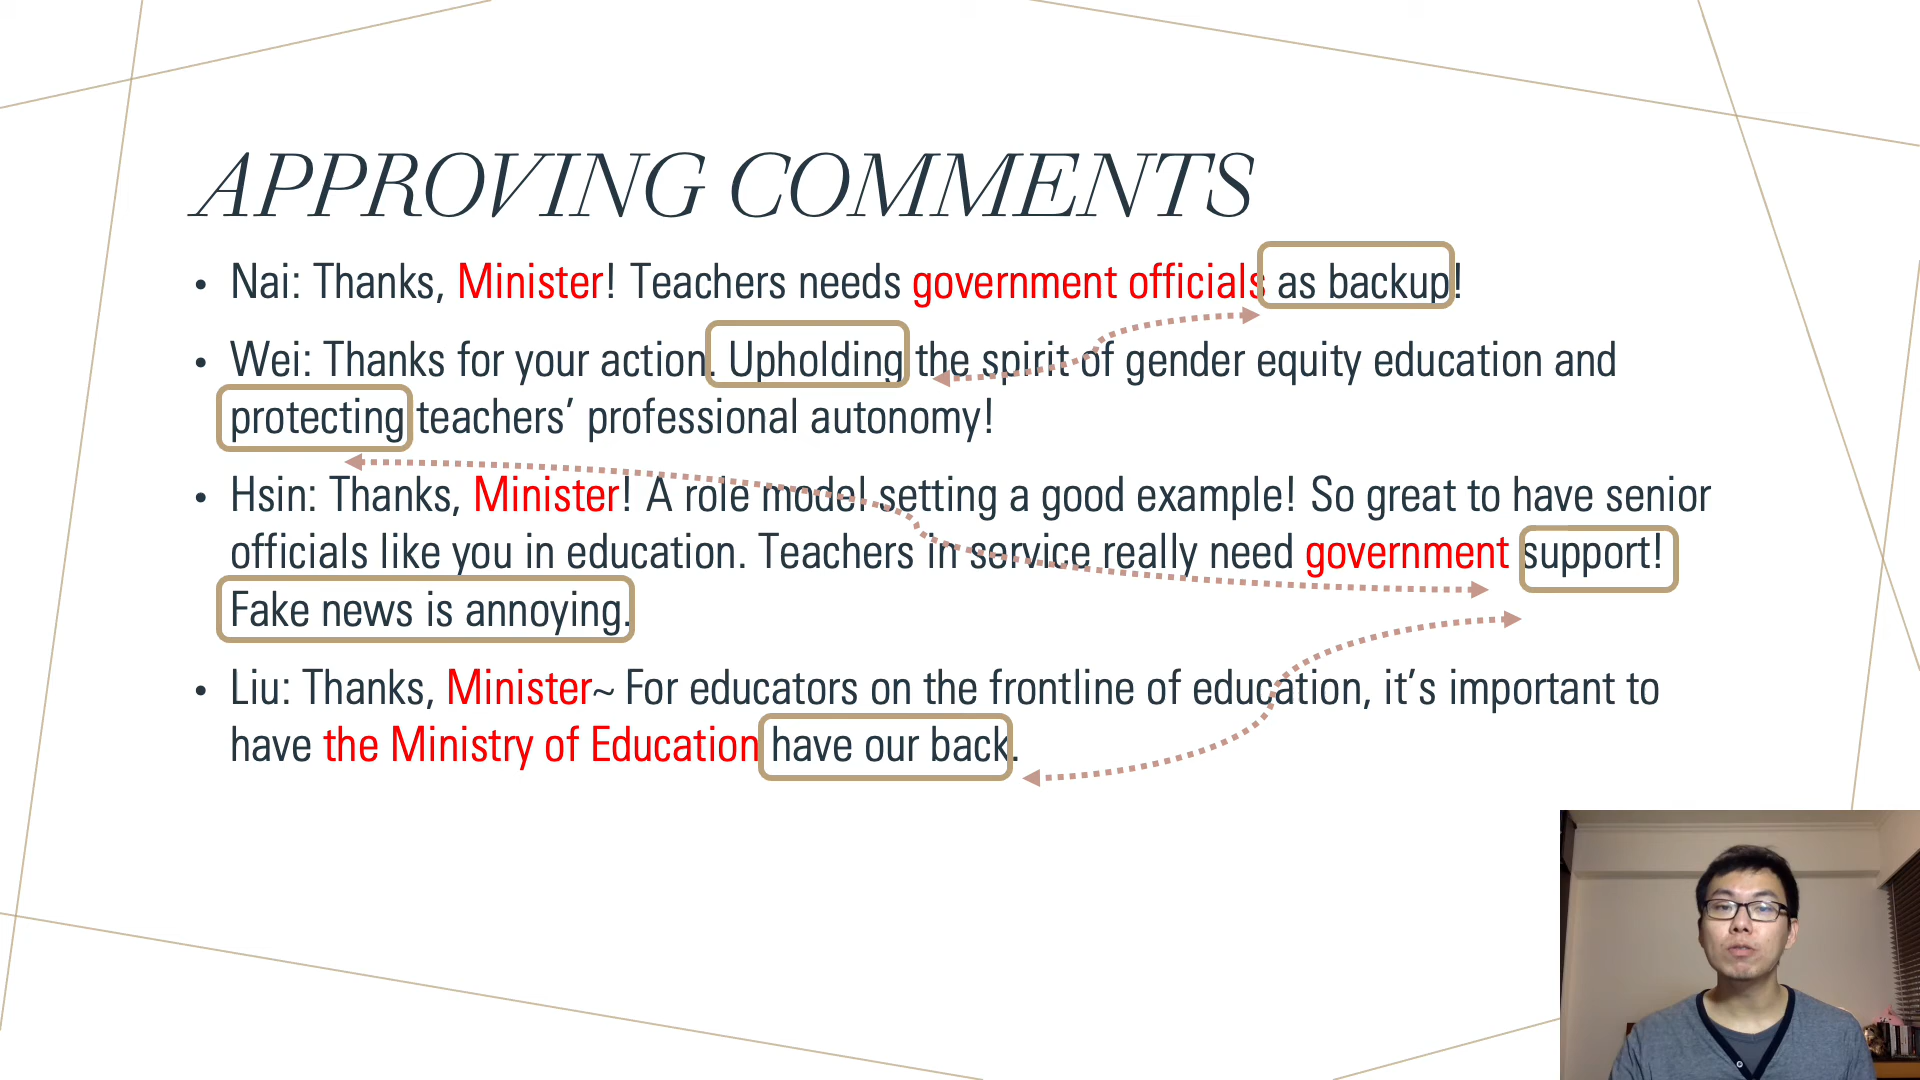 APPROVING COMMENTS
• Nai: Thanks, Minister! Teachers needs government officials as backup!
• Wei: Thanks for your action. Upholding the spirit of gender equity education and
protecting teachers’ professional autonomy!
• Hsin: Thanks, Minister! A role model setting a good example! So great to have senior
officials like you in education. Teachers in service really need government support!
Fake news is annoying.
• Liu: Thanks, Minister~ For educators on the frontline of education, it’s important to
have the Ministry of Education have our back.